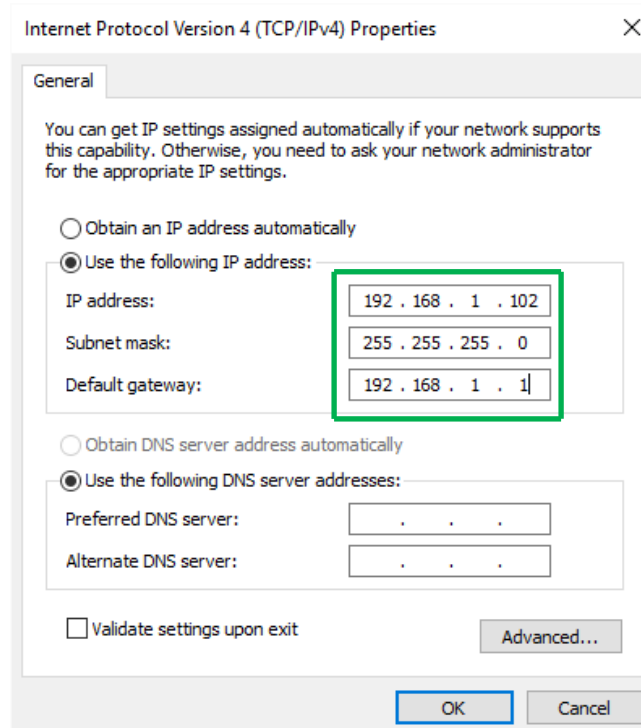 Internet Protocol Version 4 (TCP/IPv4) Properties
General
You can get IP settings assigned automatically if your network supports
this capability. Otherwise, you need to ask your network administrator
for the appropriate IP settings.
Obtain an IP address automatically
Use the following IP address:
IP address: 192 . 168 . 1 . 102
Subnet mask: 255 . 255 . 255 . 0
Default gateway: 192 . 168 . 1 . 1
Obtain DNS server address automatically
Use the following DNS server addresses:
Preferred DNS server: . . .
Alternate DNS server: . . .
Validate settings upon exit
Advanced...
OK Cancel